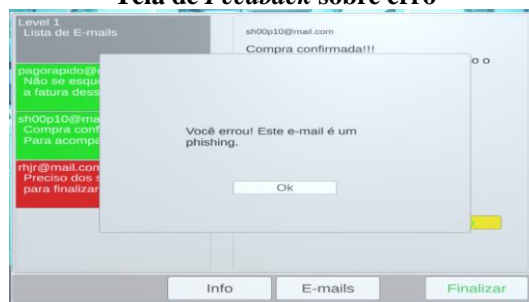 Tela de Feedback sobre erro
Level 1
Lista de E-mails
pagorapido@
Não se esqu
a fatura dess
sh00p10@ma
Compra conf
Para acompa
rhjr@mail.com
Preciso dos
para finalizar
sh00p10@mail.com
Compra confirmada!!!
o o
Você errou! Este e-mail é um
phishing.
Ok
Info
E-mails
Finalizar